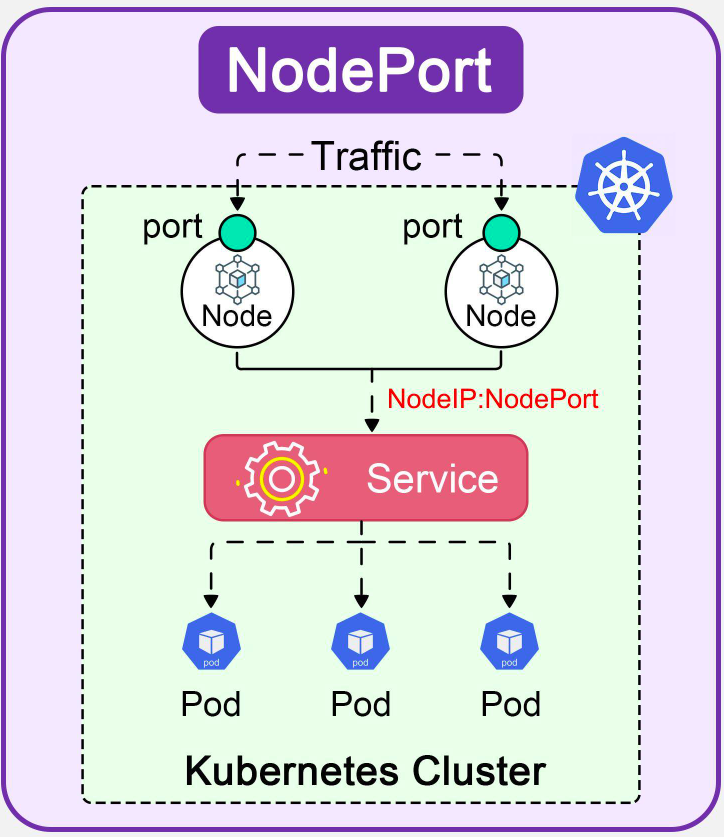 NodePort
Traffic
port
port
Node
Node
NodeIP:NodePort
Service
pod
pod
pod
Pod
Pod
Pod
Kubernetes Cluster